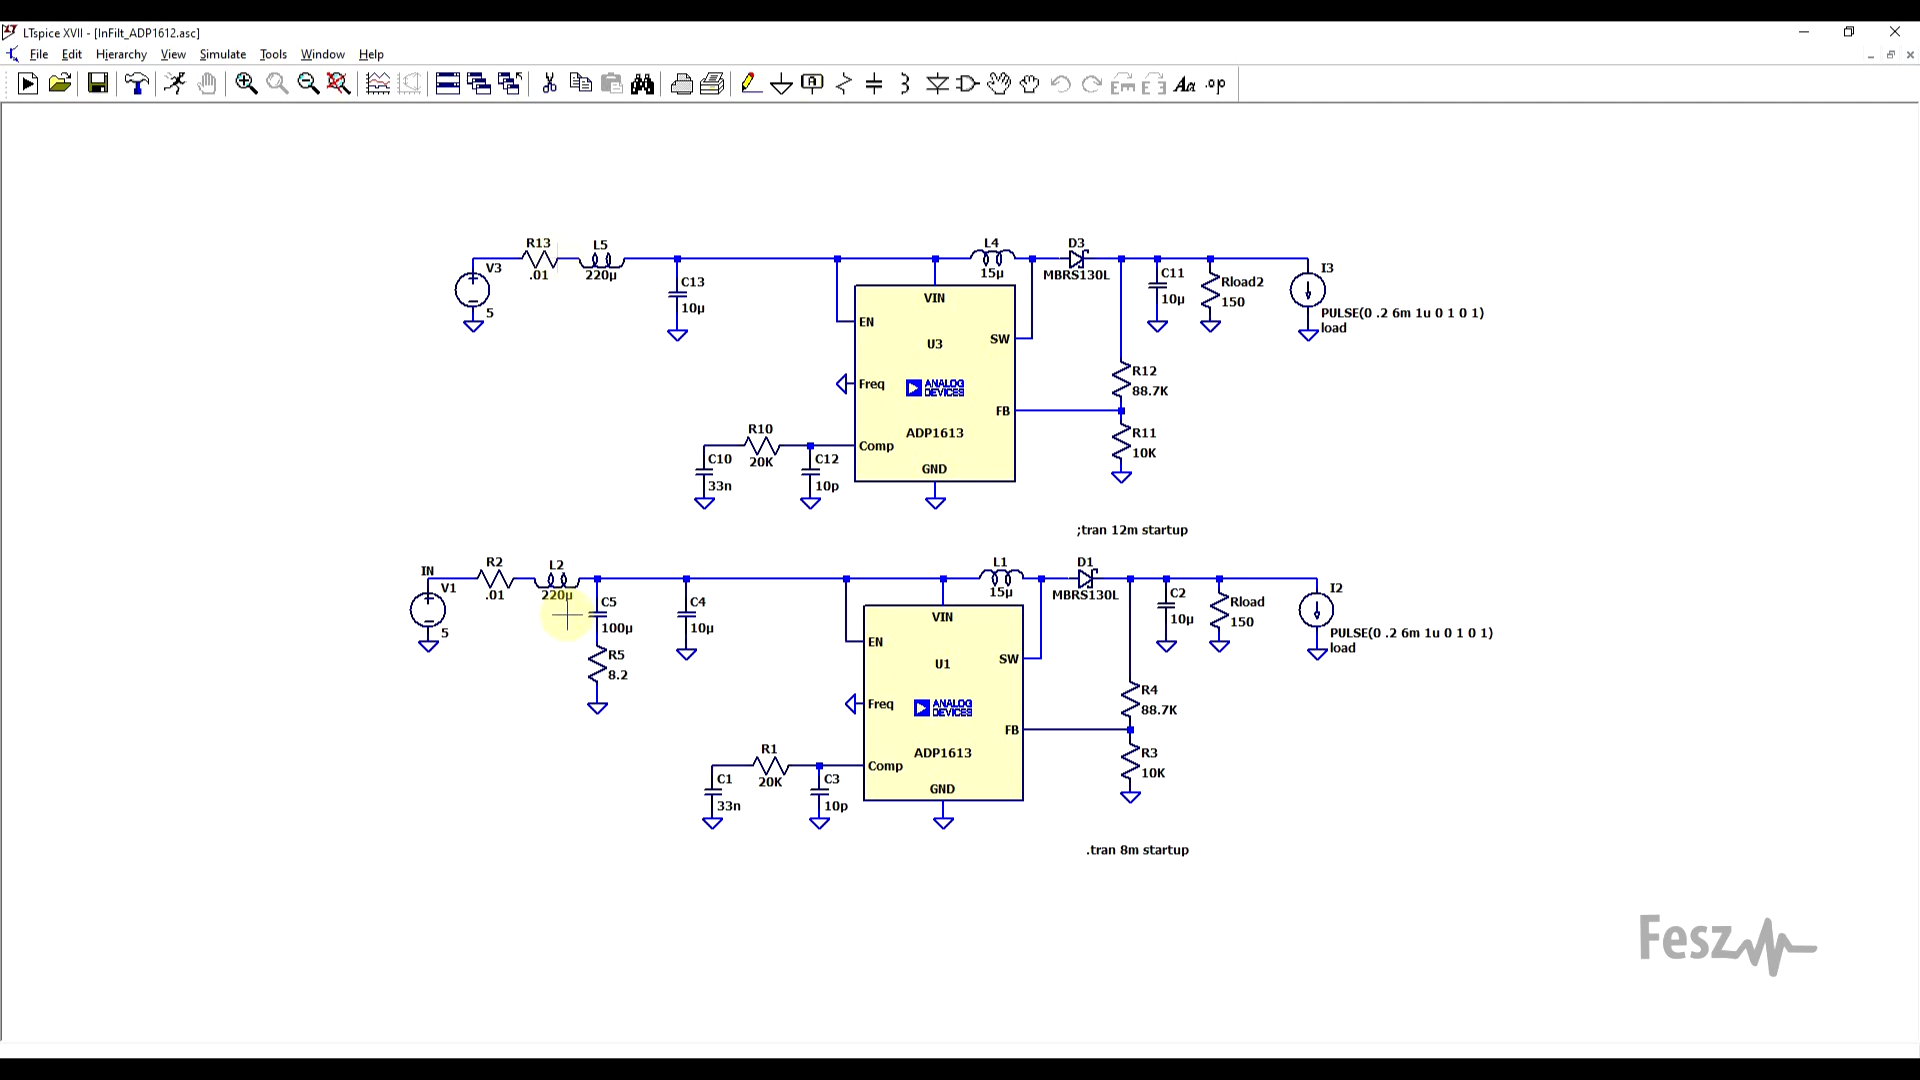 LTspice XVII - [InFilt_ADP1612.asc]
File Edit Hierarchy View Simulate Tools Window Help
A
Aa .op
R13
.01
L5
220µ
V3
5
C13
10µ
L4
15µ
D3
MBRS130L
C11
10µ
Rload2
150
I3
PULSE(0 .2 6m 1u 0 1 0 1)
load
VIN
EN
U3
SW
Freq
ANALOG
DEVICES
FB
ADP1613
Comp
GND
R12
88.7K
R11
10K
R10
20K
C10
33n
C12
10p
;tran 12m startup
IN
V1
5
R2
.01
L2
220µ
C5
100µ
R5
8.2
C4
10µ
L1
15µ
D1
MBRS130L
C2
10µ
Rload
150
I2
PULSE(0 .2 6m 1u 0 1 0 1)
load
VIN
EN
U1
SW
Freq
ANALOG
DEVICES
FB
ADP1613
Comp
GND
R4
88.7K
R3
10K
R1
20K
C1
33n
C3
10p
.tran 8m startup
Fesz